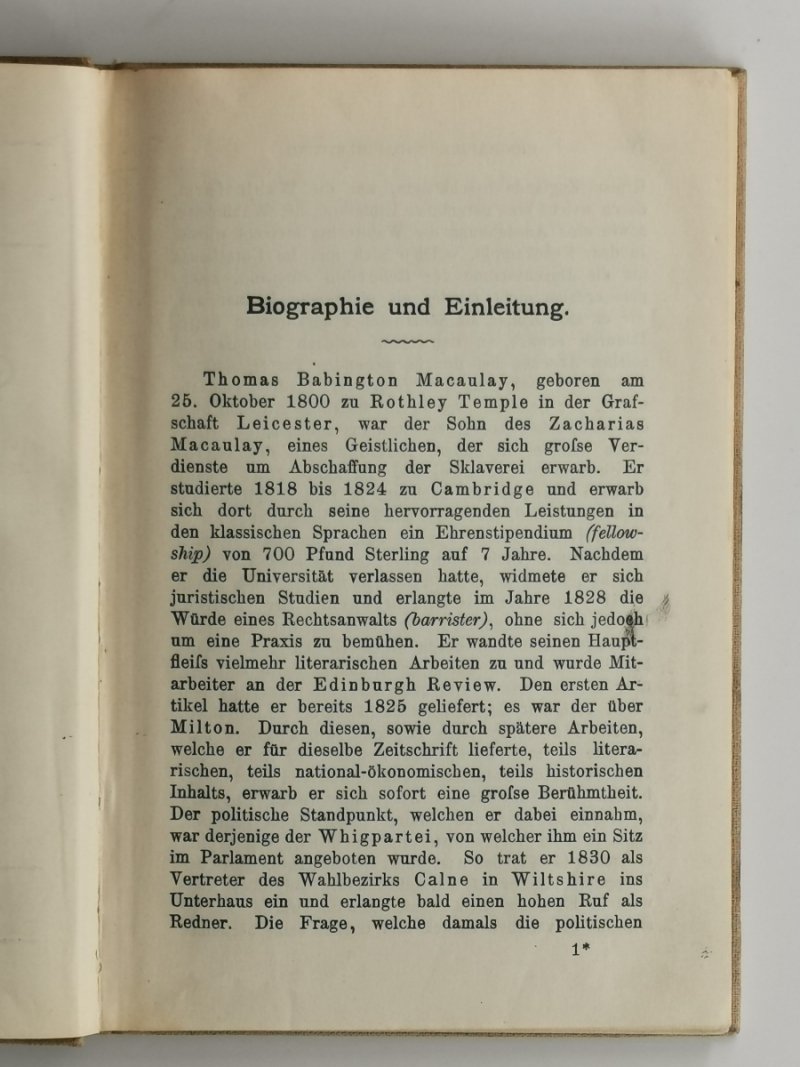 Biographie und Einleitung.
Thomas Babington Macaulay, geboren am
25. Oktober 1800 zu Rothley Temple in der Graf-
schaft Leicester, war der Sohn des Zacharias
Macaulay, eines Geistlichen, der sich groſse Ver-
dienste um Abschaffung der Sklaverei erwarb. Er
studierte 1818 bis 1824 zu Cambridge und erwarb
sich dort durch seine hervorragenden Leistungen in
den klassischen Sprachen ein Ehrenstipendium (fellow-
ship) von 700 Pfund Sterling auf 7 Jahre. Nachdem
er die Universität verlassen hatte, widmete er sich
juristischen Studien und erlangte im Jahre 1828 die
Würde eines Rechtsanwalts (barrister), ohne sich jedoch
um eine Praxis zu bemühen. Er wandte seinen Haupt-
fleiſs vielmehr literarischen Arbeiten zu und wurde Mit-
arbeiter an der Edinburgh Review. Den ersten Ar-
tikel hatte er bereits 1825 geliefert; es war der über
Milton. Durch diesen, sowie durch spätere Arbeiten,
welche er für dieselbe Zeitschrift lieferte, teils litera-
rischen, teils national-ökonomischen, teils historischen
Inhalts, erwarb er sich sofort eine groſse Berühmtheit.
Der politische Standpunkt, welchen er dabei einnahm,
war derjenige der Whigpartei, von welcher ihm ein Sitz
im Parlament angeboten wurde. So trat er 1830 als
Vertreter des Wahlbezirks Calne in Wiltshire ins
Unterhaus ein und erlangte bald einen hohen Ruf als
Redner. Die Frage, welche damals die politischen
1*